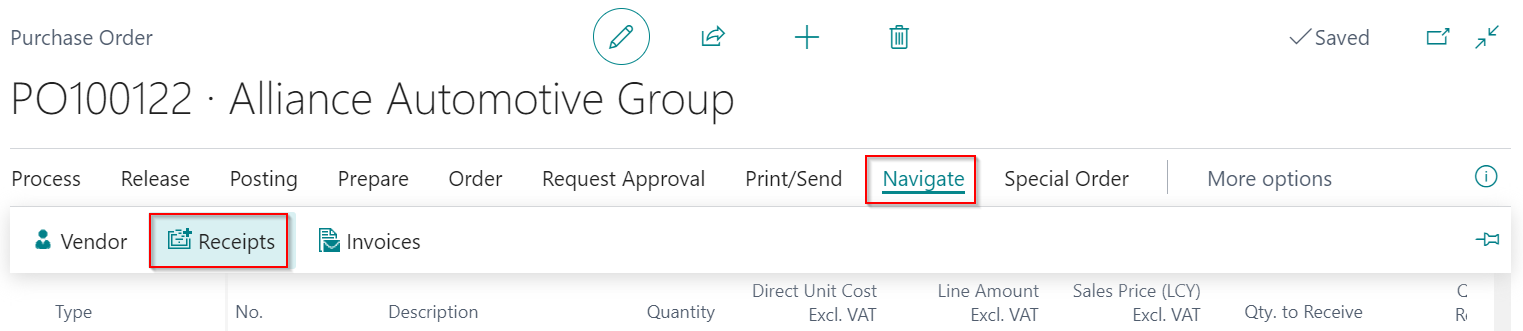 Purchase Order
Saved
PO100122 · Alliance Automotive Group
Process Release Posting Prepare Order Request Approval Print/Send Navigate Special Order More options
Vendor Receipts Invoices
Type No. Description Quantity Direct Unit Cost Excl. VAT Line Amount Excl. VAT Sales Price (LCY) Excl. VAT Qty. to Receive